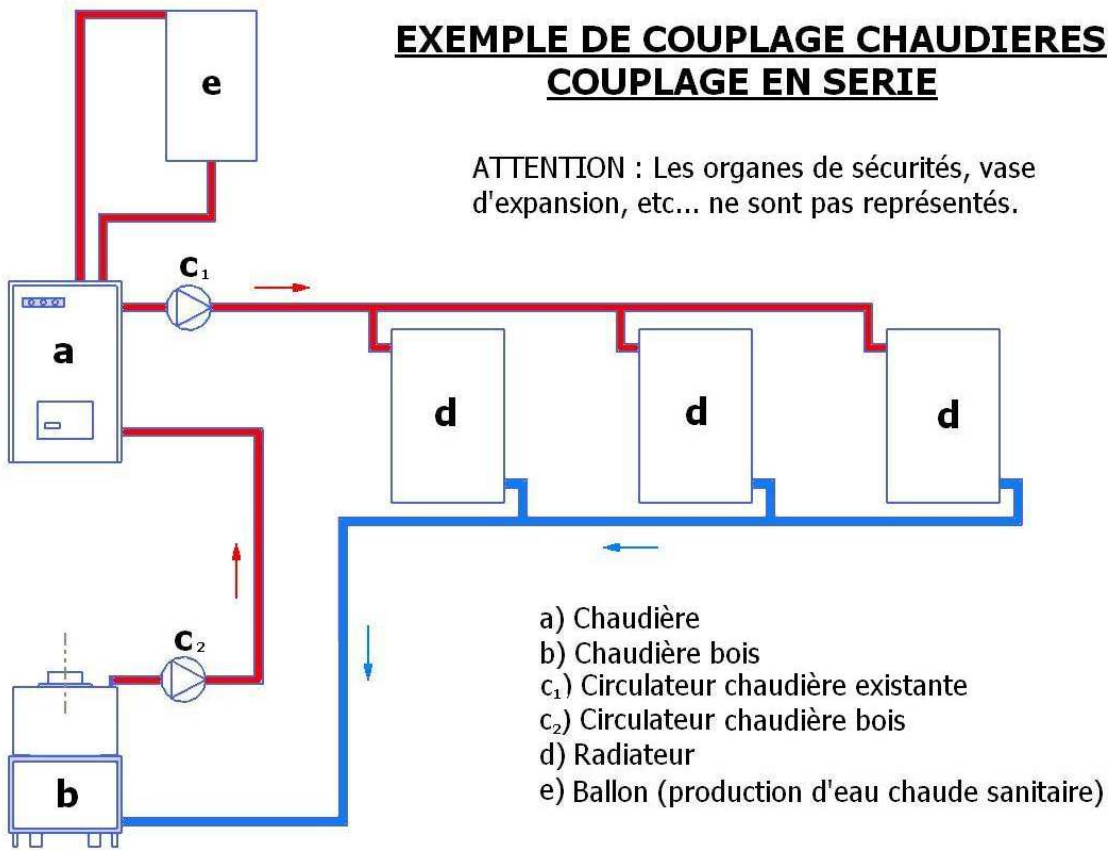 EXEMPLE DE COUPLAGE CHAUDIERES
COUPLAGE EN SERIE
ATTENTION : Les organes de sécurités, vase
d'expansion, etc... ne sont pas représentés.
e
c₁
a
d
d
d
c₂
b
a) Chaudière
b) Chaudière bois
c₁) Circulateur chaudière existante
c₂) Circulateur chaudière bois
d) Radiateur
e) Ballon (production d'eau chaude sanitaire)